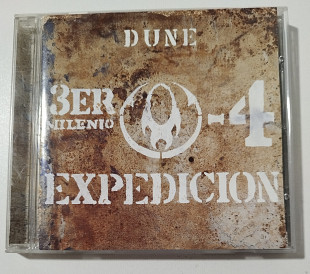 DUNE
3ER -4
MILENIO
EXPEDICION